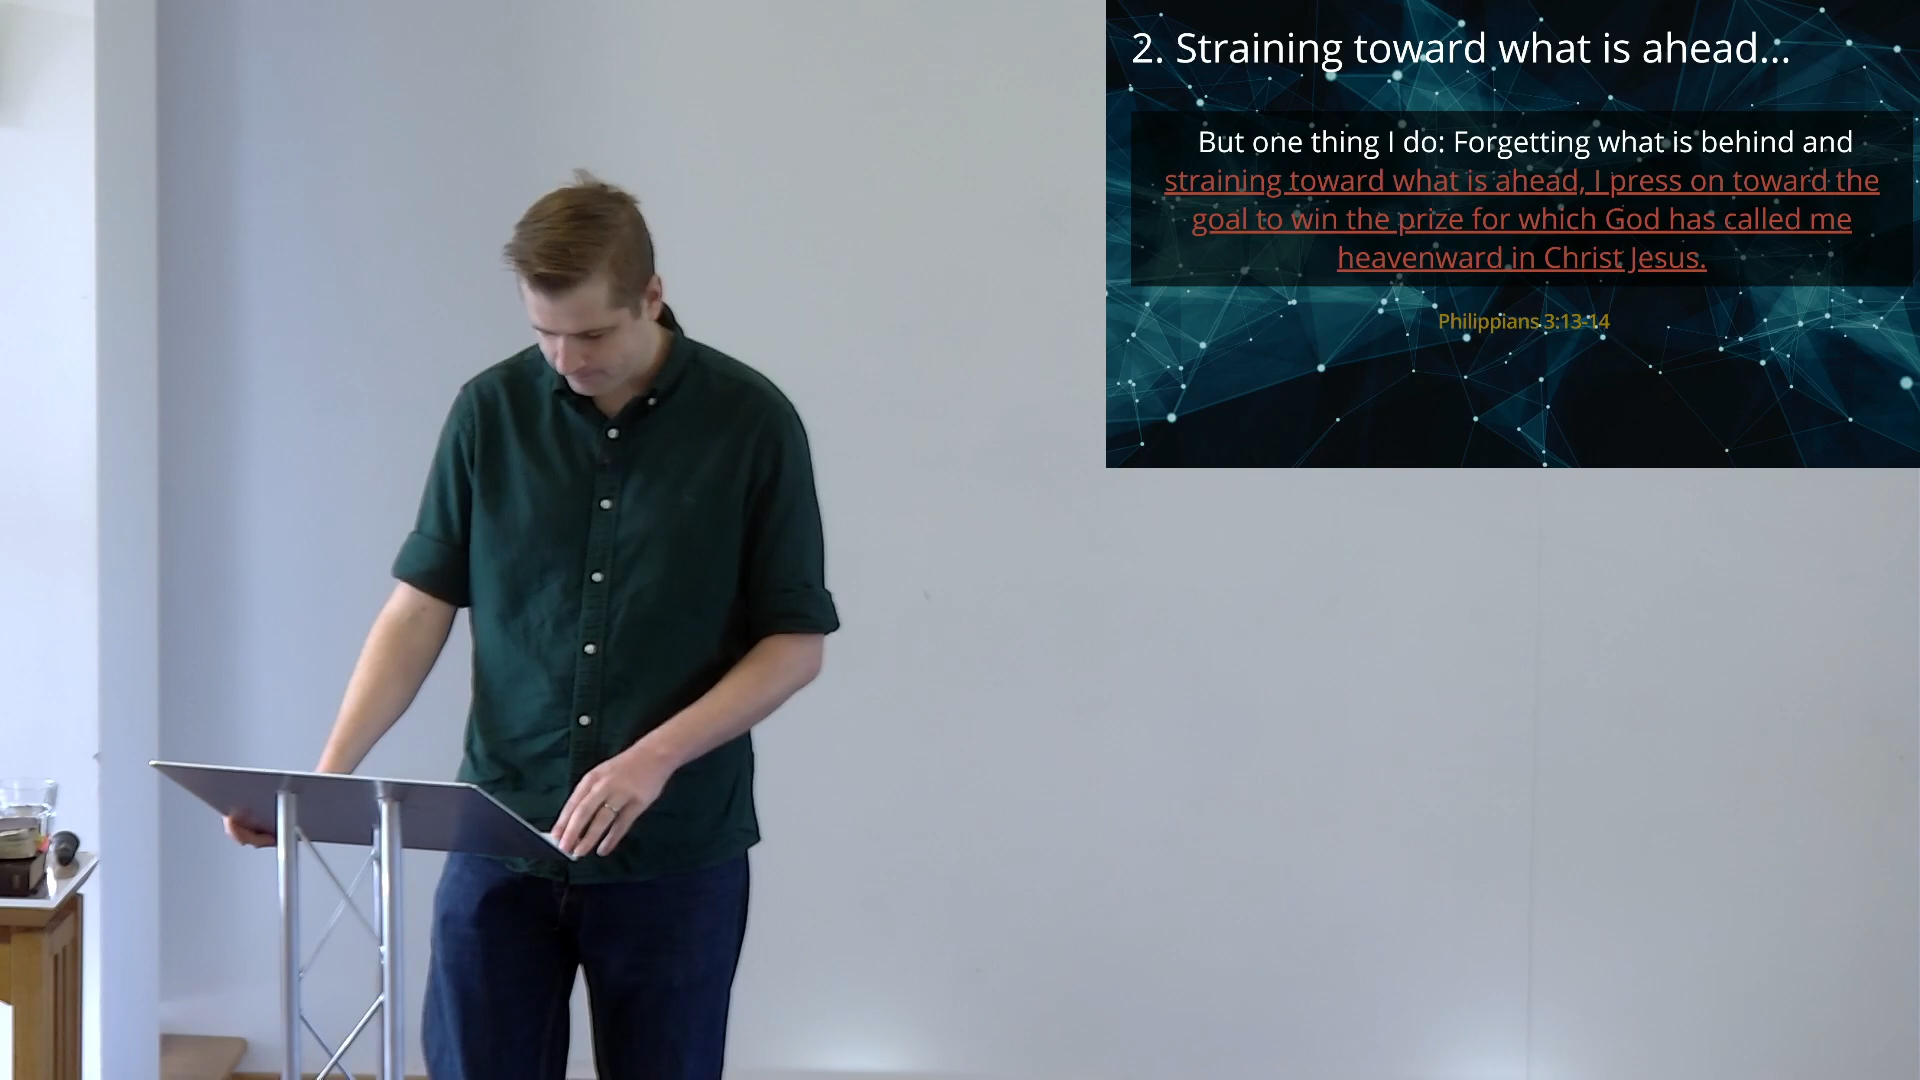 2. Straining toward what is ahead...
But one thing I do: Forgetting what is behind and
straining toward what is ahead, I press on toward the
goal to win the prize for which God has called me
heavenward in Christ Jesus.
Philippians 3:13-14